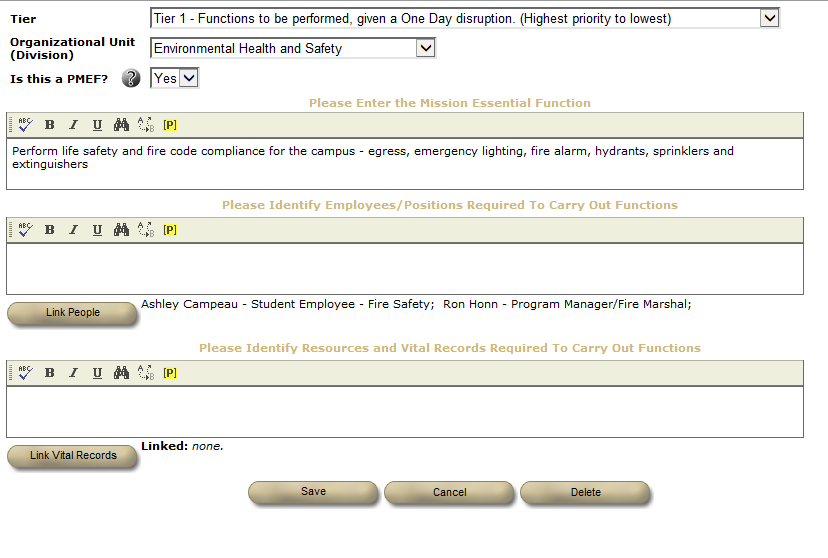 Tier
Tier 1 - Functions to be performed, given a One Day disruption. (Highest priority to lowest)
Organizational Unit
(Division)
Environmental Health and Safety
Is this a PMEF?
?
Yes
Please Enter the Mission Essential Function
ABC B I U A B [P]
Perform life safety and fire code compliance for the campus - egress, emergency lighting, fire alarm, hydrants, sprinklers and
extinguishers
Please Identify Employees/Positions Required To Carry Out Functions
ABC B I U A B [P]
Link People
Ashley Campeau - Student Employee - Fire Safety;  Ron Honn - Program Manager/Fire Marshal;
Please Identify Resources and Vital Records Required To Carry Out Functions
ABC B I U A B [P]
Link Vital Records
Linked: none.
Save Cancel Delete